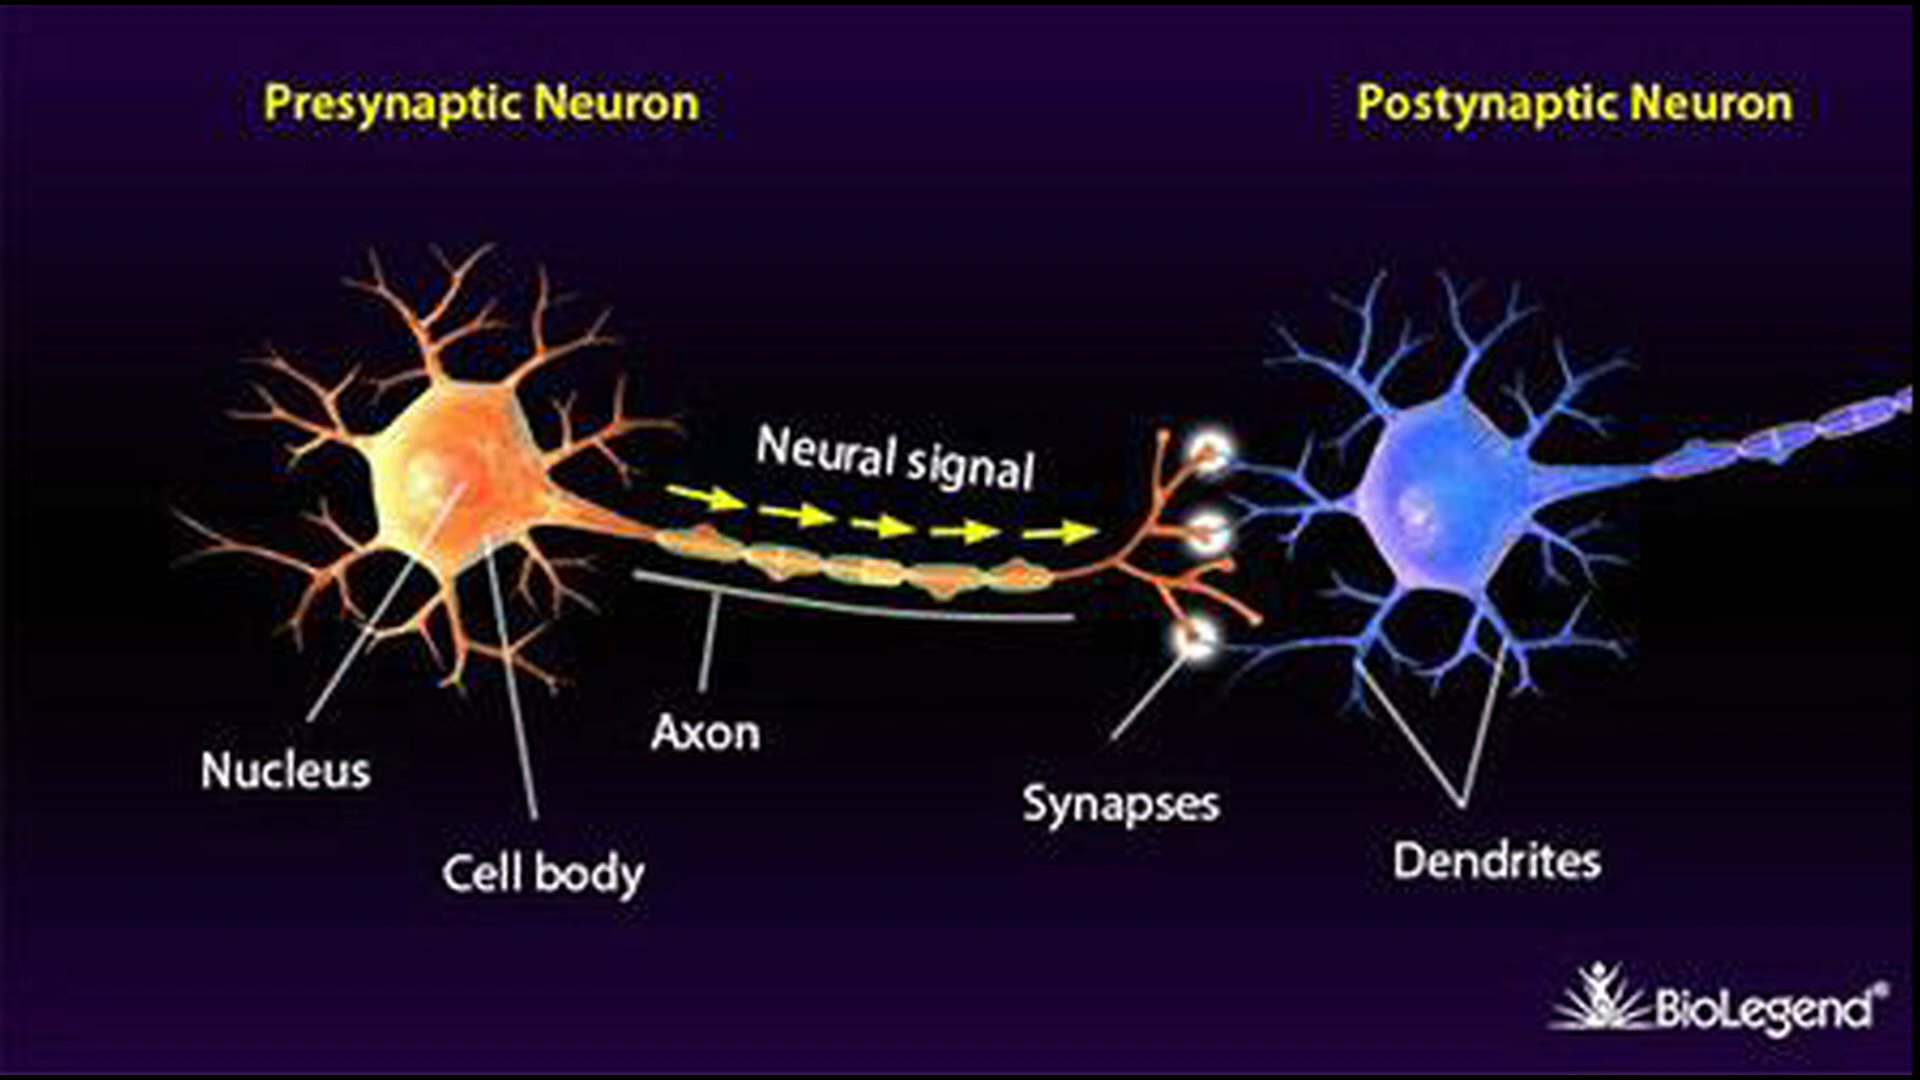 Presynaptic Neuron
Postynaptic Neuron
Neural signal
Nucleus
Cell body
Axon
Synapses
Dendrites
BioLegend®